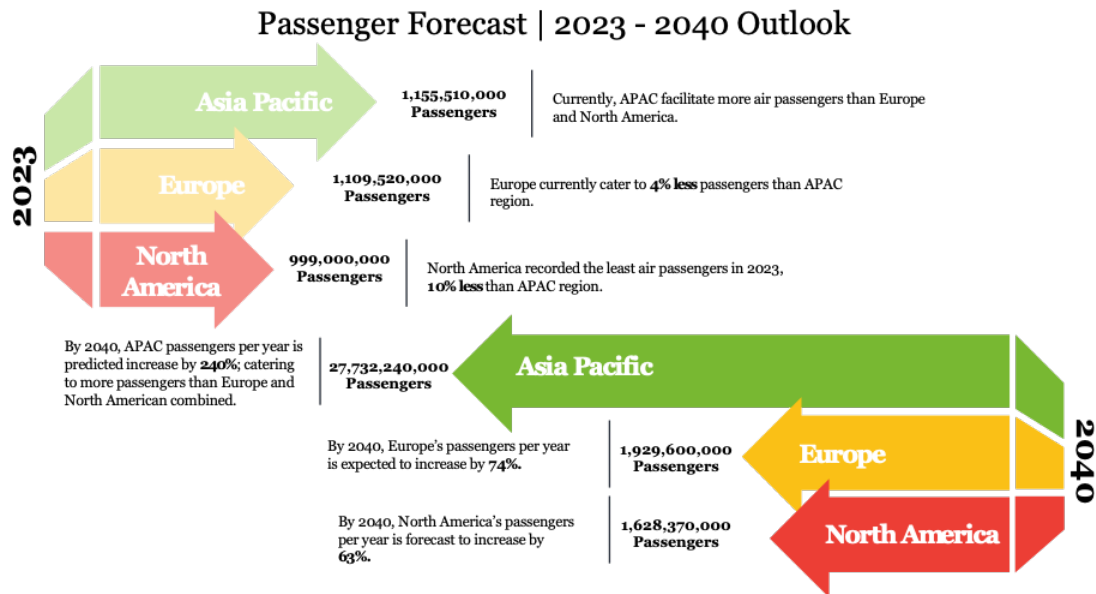 Passenger Forecast | 2023 - 2040 Outlook
2023
Asia Pacific
1,155,510,000
Passengers
Currently, APAC facilitate more air passengers than Europe
and North America.
Europe
1,109,520,000
Passengers
Europe currently cater to 4% less passengers than APAC
region.
North
America
999,000,000
Passengers
North America recorded the least air passengers in 2023,
10% less than APAC region.
By 2040, APAC passengers per year is
predicted increase by 240%; catering
to more passengers than Europe and
North American combined.
27,732,240,000
Passengers
Asia Pacific
2040
By 2040, Europe's passengers per year
is expected to increase by 74%.
1,929,600,000
Passengers
Europe
By 2040, North America's passengers
per year is forecast to increase by
63%.
1,628,370,000
Passengers
North America